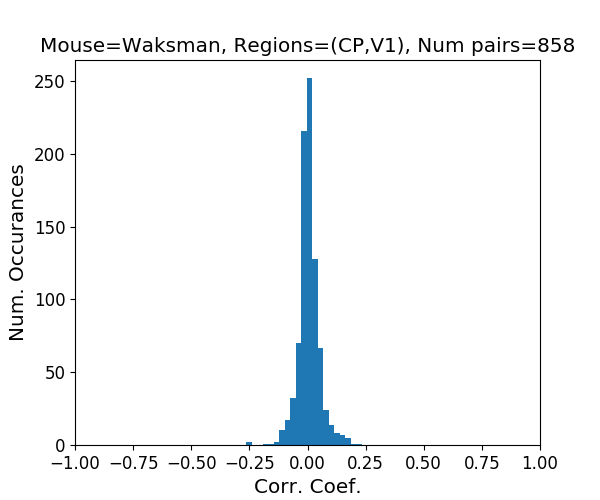 Mouse=Waksman, Regions=(CP,V1), Num pairs=858
250
200
150
100
50
0
Num. Occurances
−1.00 −0.75 −0.50 −0.25 0.00 0.25 0.50 0.75 1.00
Corr. Coef.